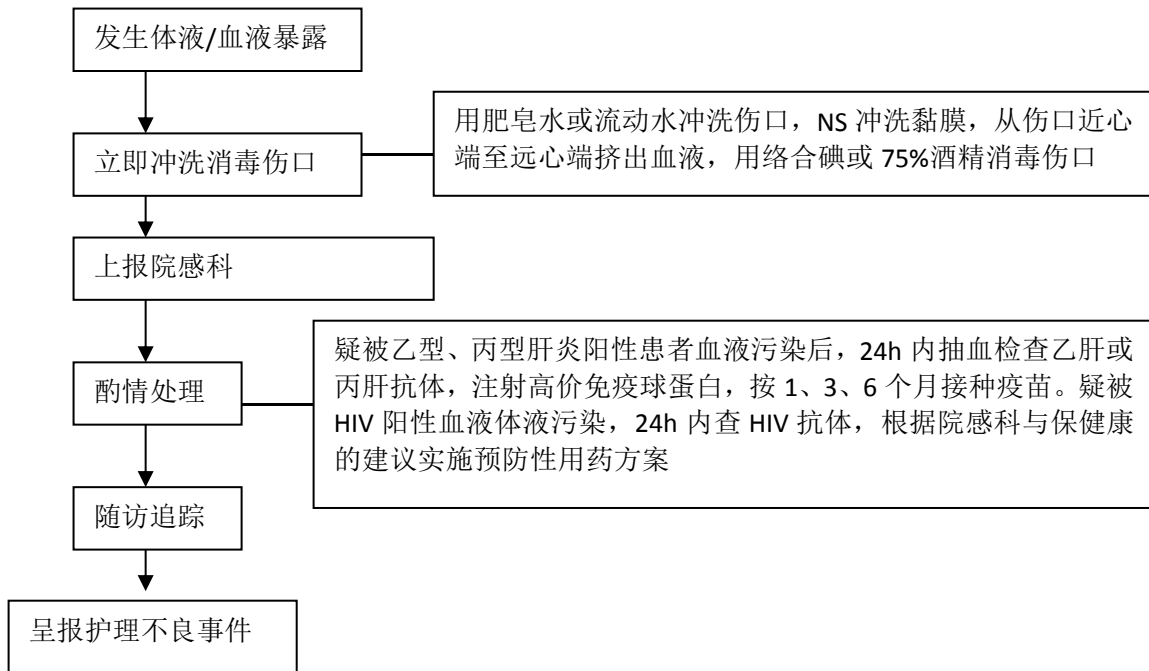 发生体液/血液暴露
用肥皂水或流动水冲洗伤口，NS 冲洗黏膜，从伤口近心
端至远心端挤出血液，用络合碘或 75%酒精消毒伤口
立即冲洗消毒伤口
上报院感科
疑被乙型、丙型肝炎阳性患者血液污染后，24h 内抽血检查乙肝或
丙肝抗体，注射高价免疫球蛋白，按 1、3、6 个月接种疫苗。疑被
HIV 阳性血液体液污染，24h 内查 HIV 抗体，根据院感科与保健康
的建议实施预防性用药方案
酌情处理
随访追踪
呈报护理不良事件